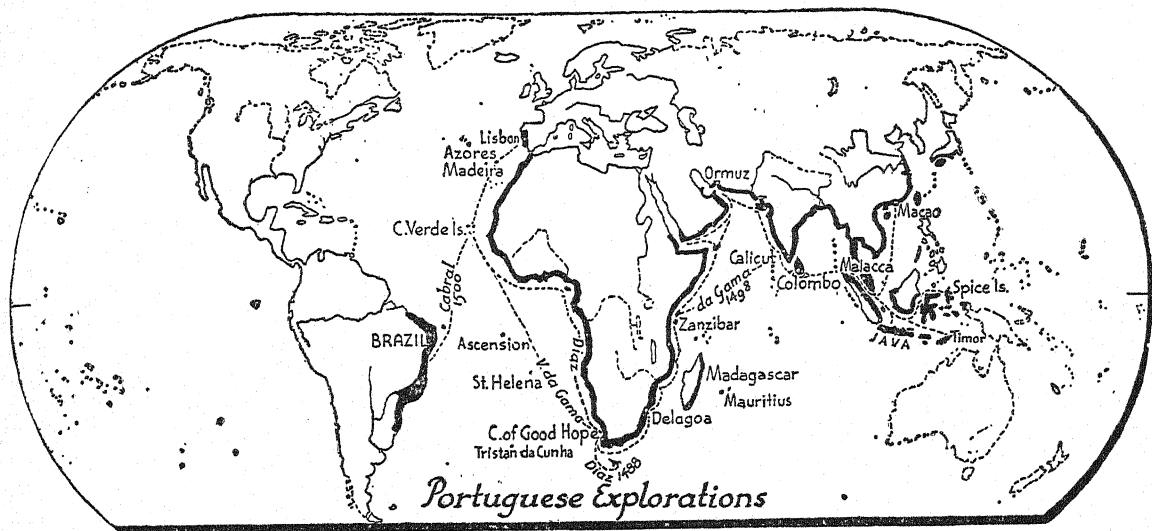 Lisbon
Azores
Madeira
C. Verde Is.
Cabral
1500
BRAZIL
Ascension
St. Helena
V. da Gama
Diaz
C. of Good Hope
Tristan da Cunha
Diaz 1488
Delagoa
Madagascar
Mauritius
Zanzibar
da Gama
1498
Ormuz
Calicut
Colombo
Malacca
Macao
Spice Is.
JAVA
Timor
Portuguese Explorations